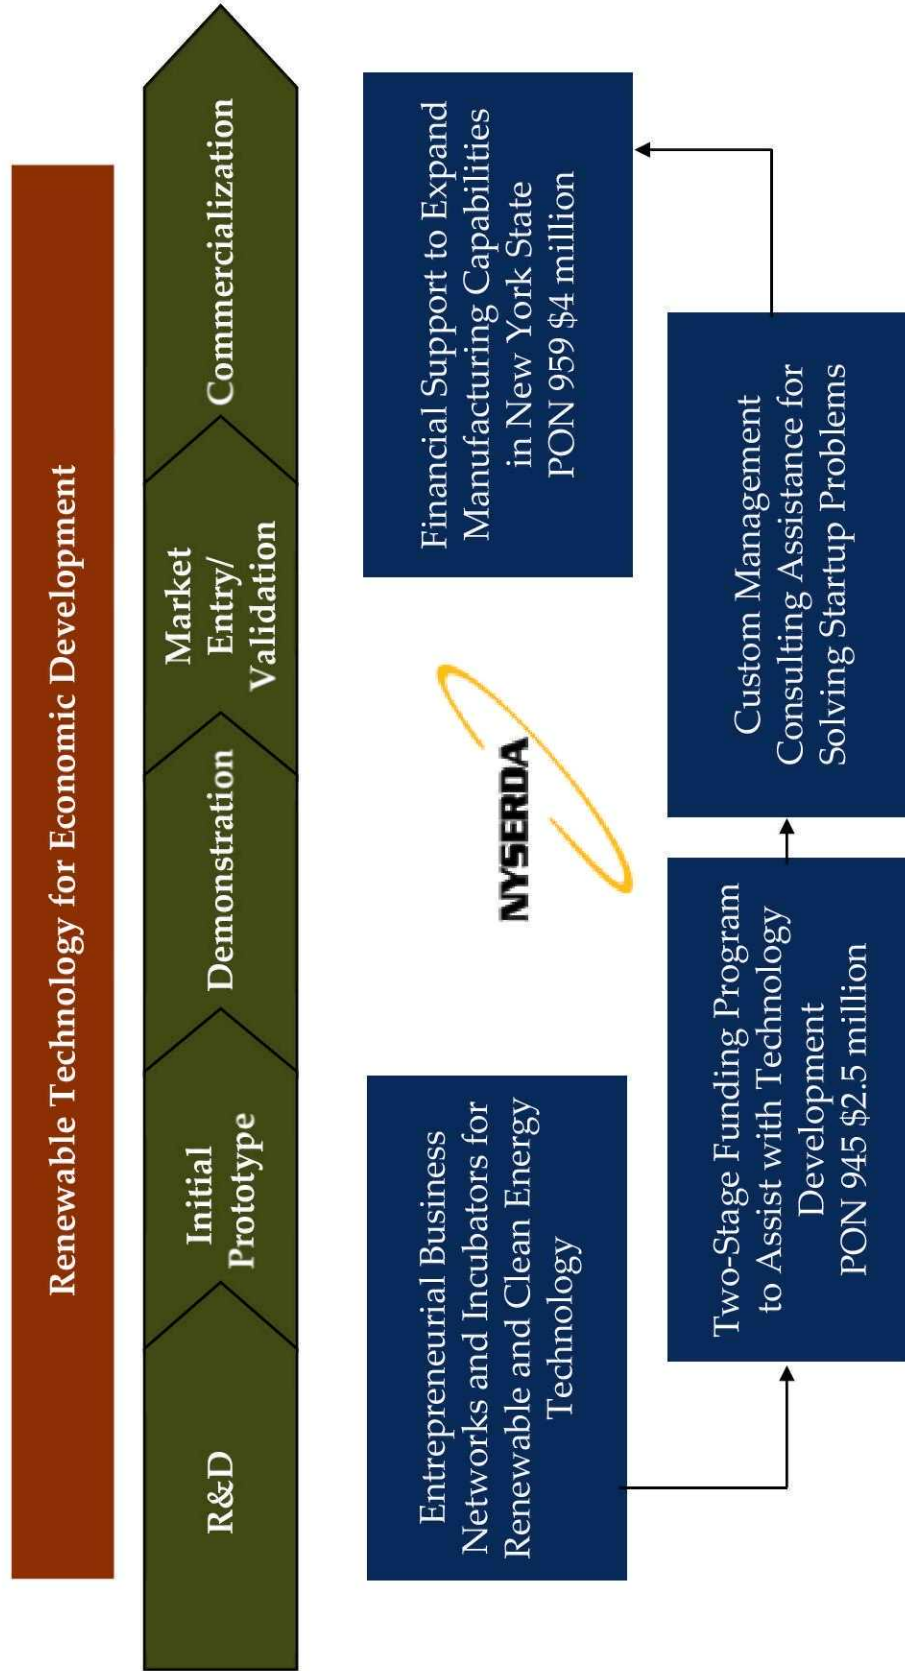 Renewable Technology for Economic Development
R&D
Initial
Prototype
Demonstration
Market
Entry/
Validation
Commercialization
Entrepreneurial Business
Networks and Incubators for
Renewable and Clean Energy
Technology
NYSERDA
Financial Support to Expand
Manufacturing Capabilities
in New York State
PON 959 $4 million
Two-Stage Funding Program
to Assist with Technology
Development
PON 945 $2.5 million
Custom Management
Consulting Assistance for
Solving Startup Problems